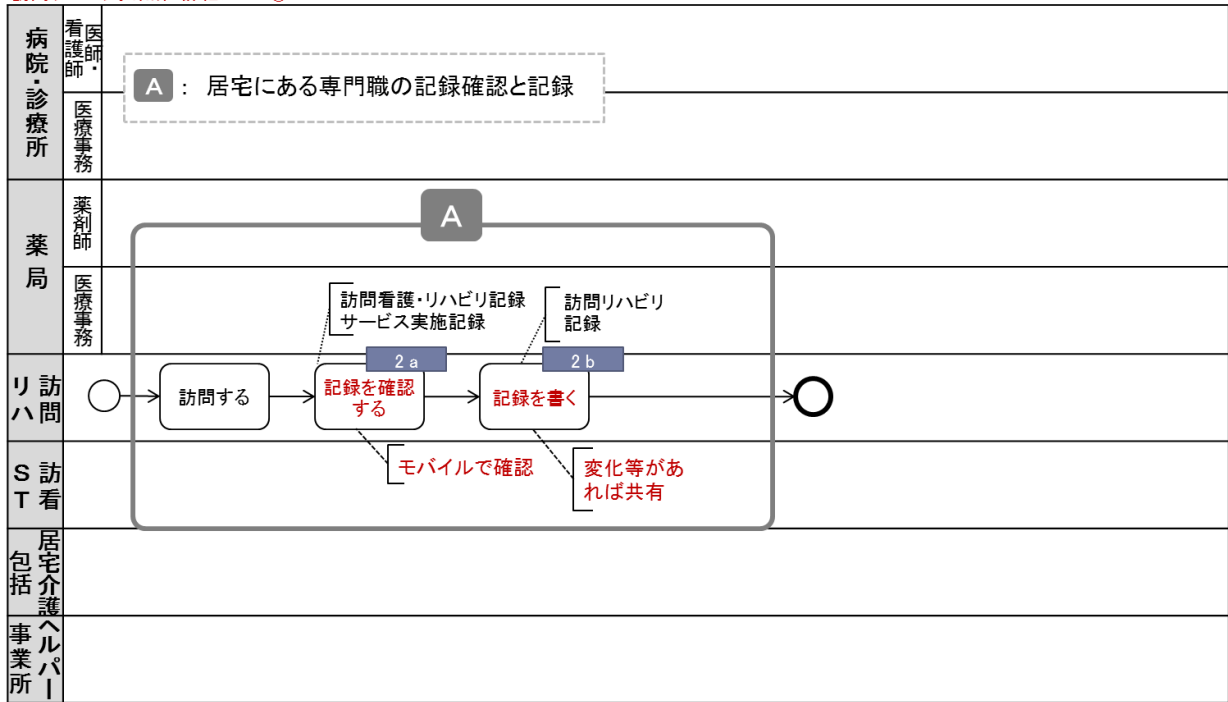 病院・診療所
医師・
看護師
医療事務
A : 居宅にある専門職の記録確認と記録
薬局
薬剤師
医療事務
A
訪問看護・リハビリ記録
サービス実施記録
訪問リハビリ
記録
2a
2b
訪問
リハ
訪問する
記録を確認
する
記録を書く
モバイルで確認
変化等があ
れば共有
訪看
ST
居宅介護
包括
ヘルパー
事業所